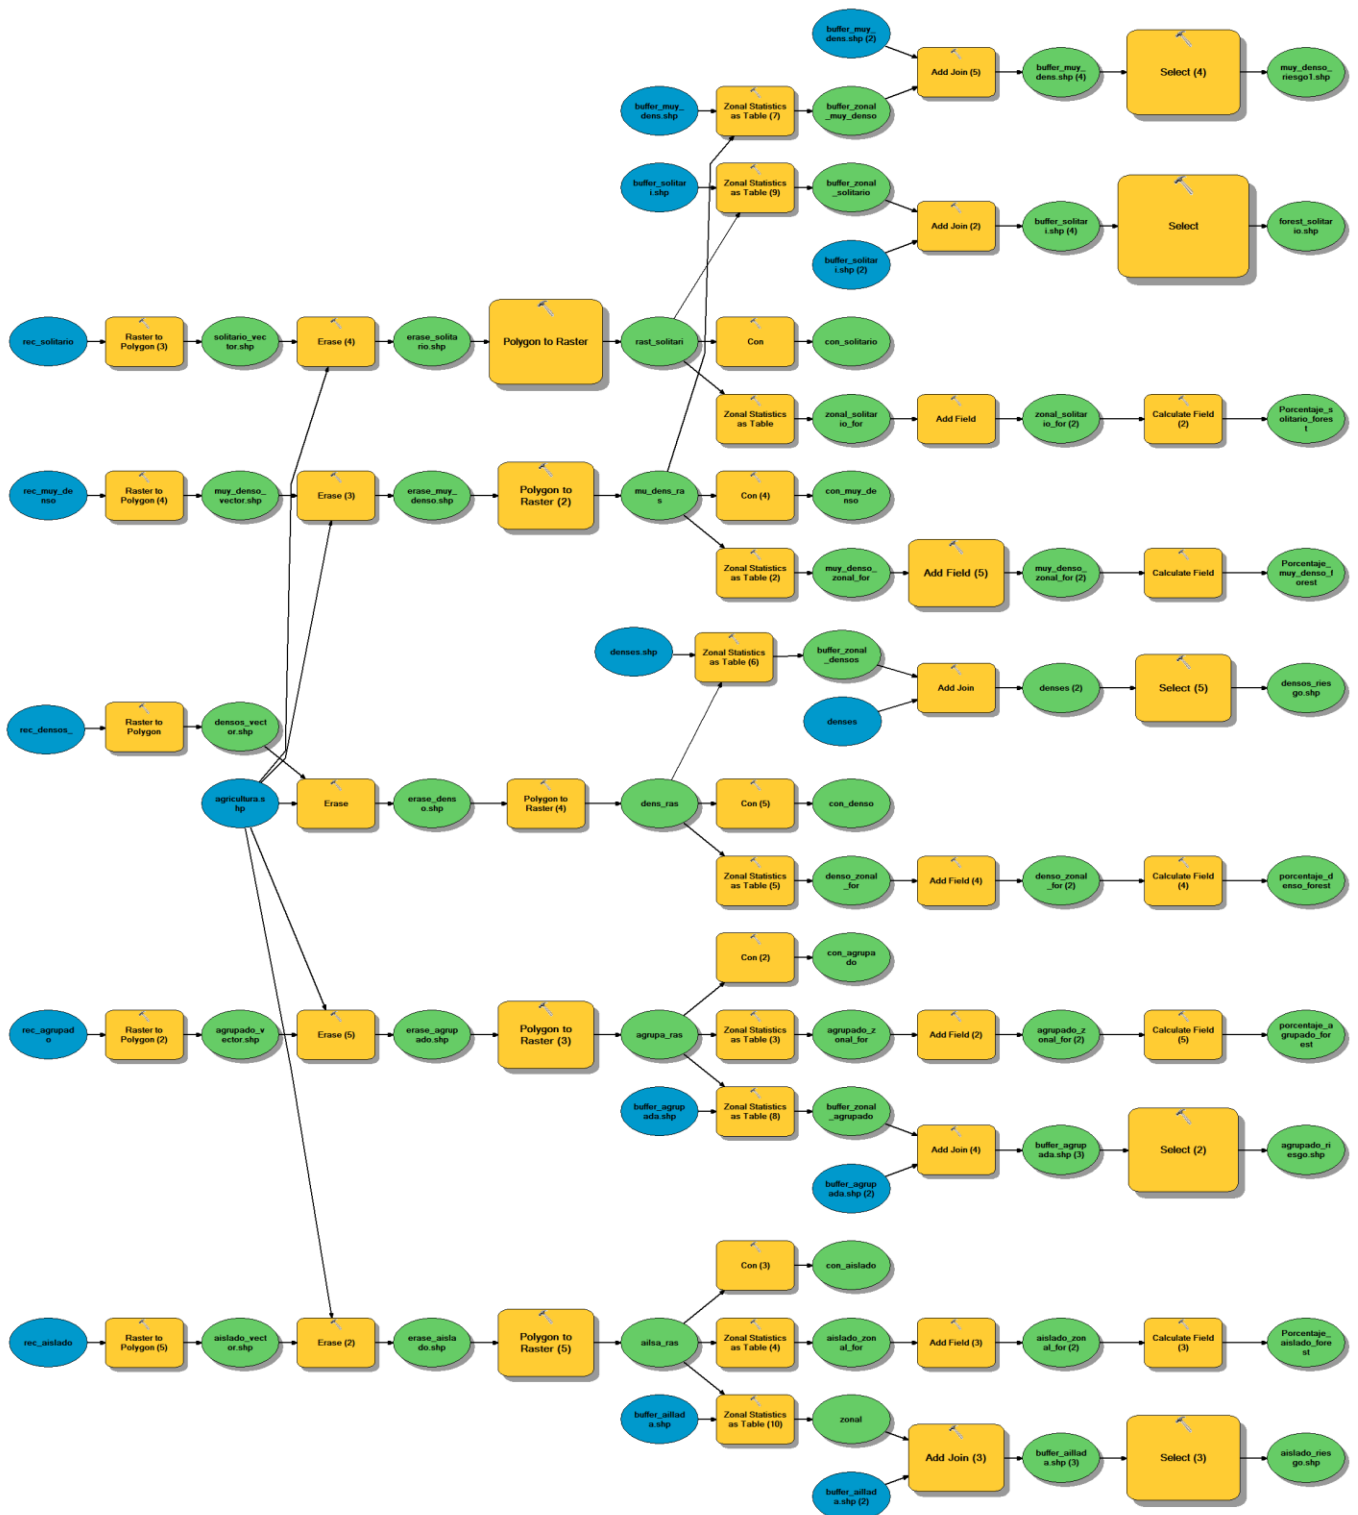 buffer_muy_
dens.shp (2)
Add Join (5)
buffer_muy_
dens.shp (4)
Select (4)
muy_denso_
riesgo1.shp
buffer_muy_
dens.shp
Zonal Statistics
as Table (7)
buffer_zonal
_muy_denso
buffer_solitar
i.shp
Zonal Statistics
as Table (9)
buffer_zonal
_solitario
Add Join (2)
buffer_solitar
i.shp (4)
Select
forest_solitar
io.shp
buffer_solitar
i.shp (2)
rec_solitario
Raster to
Polygon (3)
solitario_vec
tor.shp
Erase (4)
erase_solita
rio.shp
Polygon to Raster
rast_solitari
Con
con_solitario
Zonal Statistics
as Table
zonal_solitar
io_for
Add Field
zonal_solitar
io_for (2)
Calculate Field
(2)
Porcentaje_s
olitario_fores
t
rec_muy_de
nso
Raster to
Polygon (4)
muy_denso_
vector.shp
Erase (3)
erase_muy_
denso.shp
Polygon to
Raster (2)
mu_dens_ra
s
Con (4)
con_muy_de
nso
Zonal Statistics
as Table (2)
muy_denso_
zonal_for
Add Field (5)
muy_denso_
zonal_for (2)
Calculate Field
Porcentaje_
muy_denso_f
orest
denses.shp
Zonal Statistics
as Table (6)
buffer_zonal
_densos
Add Join
denses (2)
Select (5)
densos_ries
go.shp
denses
rec_densos_
Raster to
Polygon
densos_vect
or.shp
agricultura.s
hp
Erase
erase_dens
o.shp
Polygon to
Raster (4)
dens_ras
Con (5)
con_denso
Zonal Statistics
as Table (5)
denso_zonal
_for
Add Field (4)
denso_zonal
_for (2)
Calculate Field
(4)
porcentaje_d
enso_forest
Con (2)
con_agrupa
do
rec_agrupad
o
Raster to
Polygon (2)
agrupado_v
ector.shp
Erase (5)
erase_agrup
ado.shp
Polygon to
Raster (3)
agrupa_ras
Zonal Statistics
as Table (3)
agrupado_z
onal_for
Add Field (2)
agrupado_z
onal_for (2)
Calculate Field
(5)
porcentaje_a
grupado_for
est
buffer_agrup
ada.shp
Zonal Statistics
as Table (8)
buffer_zonal
_agrupado
Add Join (4)
buffer_agrup
ada.shp (3)
Select (2)
agrupado_ri
esgo.shp
buffer_agrup
ada.shp (2)
Con (3)
con_aislado
rec_aislado
Raster to
Polygon (5)
aislado_vect
or.shp
Erase (2)
erase_aisla
do.shp
Polygon to
Raster (5)
ailsa_ras
Zonal Statistics
as Table (4)
aislado_zon
al_for
Add Field (3)
aislado_zon
al_for (2)
Calculate Field
(3)
Porcentaje_
aislado_fore
st
buffer_aillad
a.shp
Zonal Statistics
as Table (10)
zonal
Add Join (3)
buffer_aillad
a.shp (3)
Select (3)
aislado_ries
go.shp
buffer_aillad
a.shp (2)